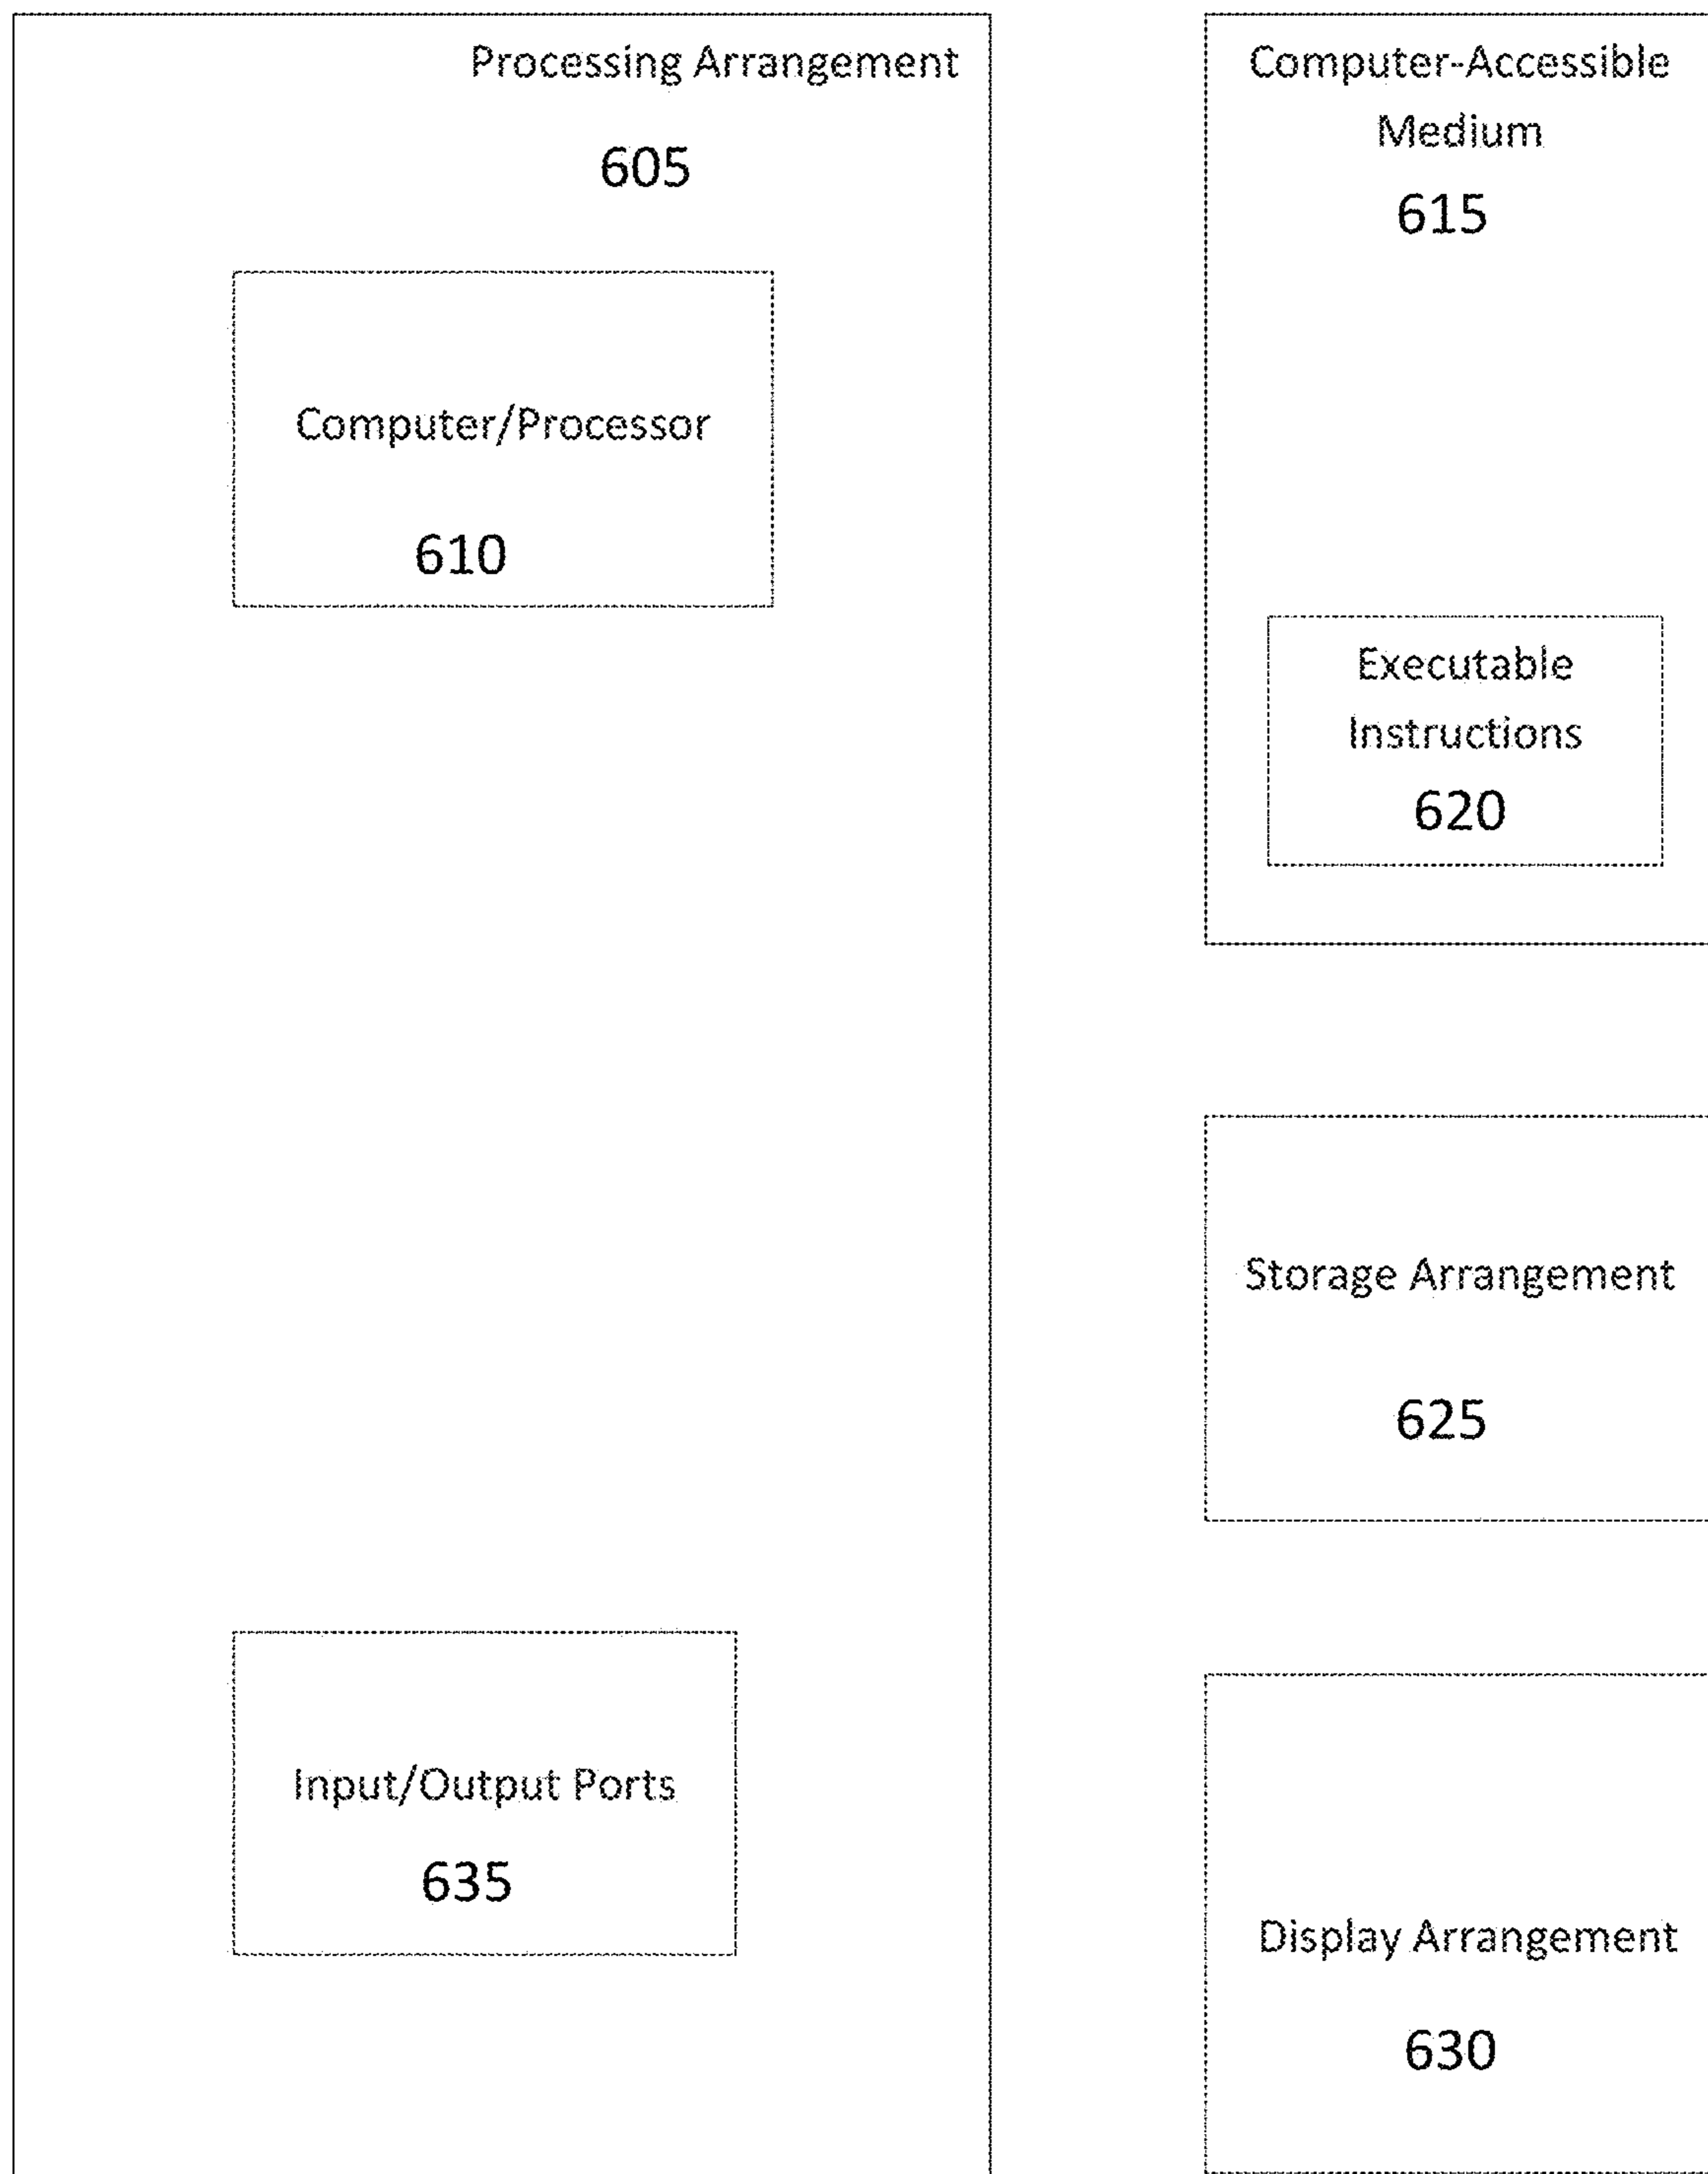 Processing Arrangement
605
Computer/Processor
610
Input/Output Ports
635
Computer-Accessible
Medium
615
Executable
Instructions
620
Storage Arrangement
625
Display Arrangement
630